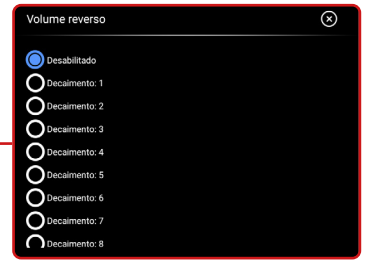 Volume reverso
Desabilitado
Decaimento: 1
Decaimento: 2
Decaimento: 3
Decaimento: 4
Decaimento: 5
Decaimento: 6
Decaimento: 7
Decaimento: 8